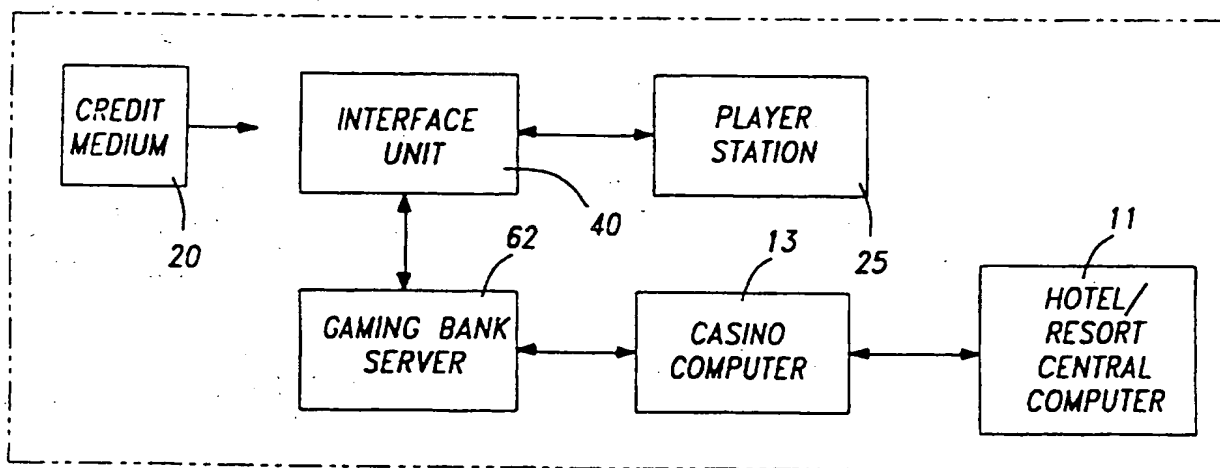 CREDIT
MEDIUM
20
INTERFACE
UNIT
40
PLAYER
STATION
25
62
GAMING BANK
SERVER
13
CASINO
COMPUTER
11
HOTEL/
RESORT
CENTRAL
COMPUTER